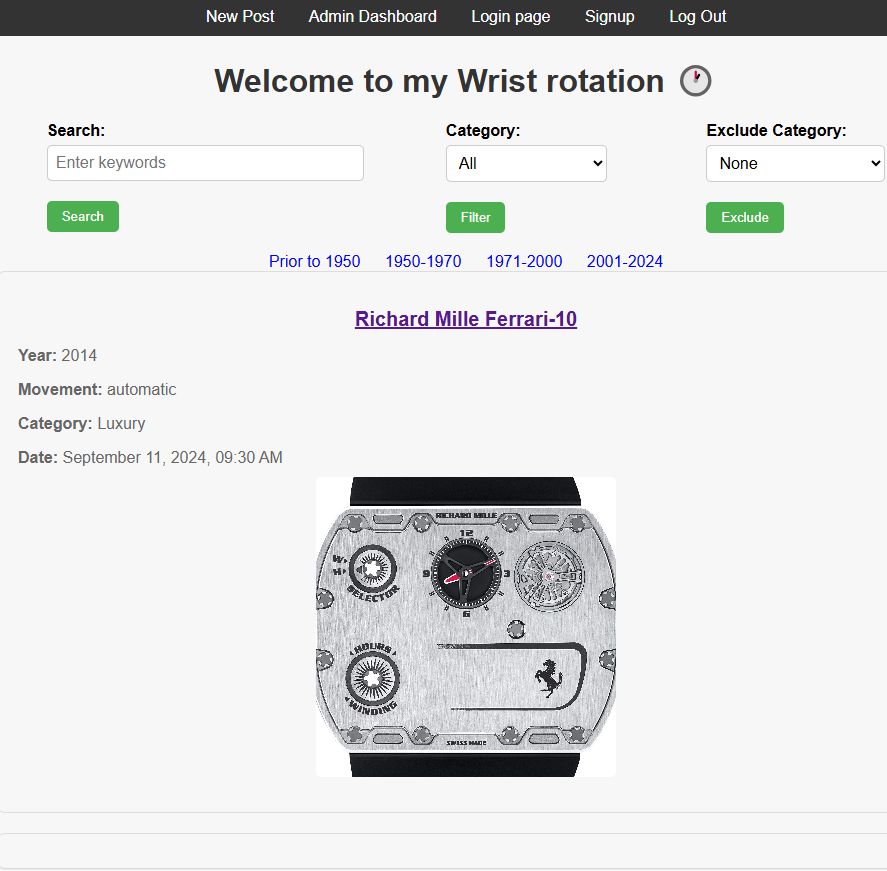 New Post Admin Dashboard Login page Signup Log Out
Welcome to my Wrist rotation
Search: Category: Exclude Category:
Enter keywords All None
Search Filter Exclude
Prior to 1950 1950-1970 1971-2000 2001-2024
Richard Mille Ferrari-10
Year: 2014
Movement: automatic
Category: Luxury
Date: September 11, 2024, 09:30 AM
RICHARD MILLE
12
W
H
9 3
SELECTOR
6
HOURS
WINDING
SWISS MADE